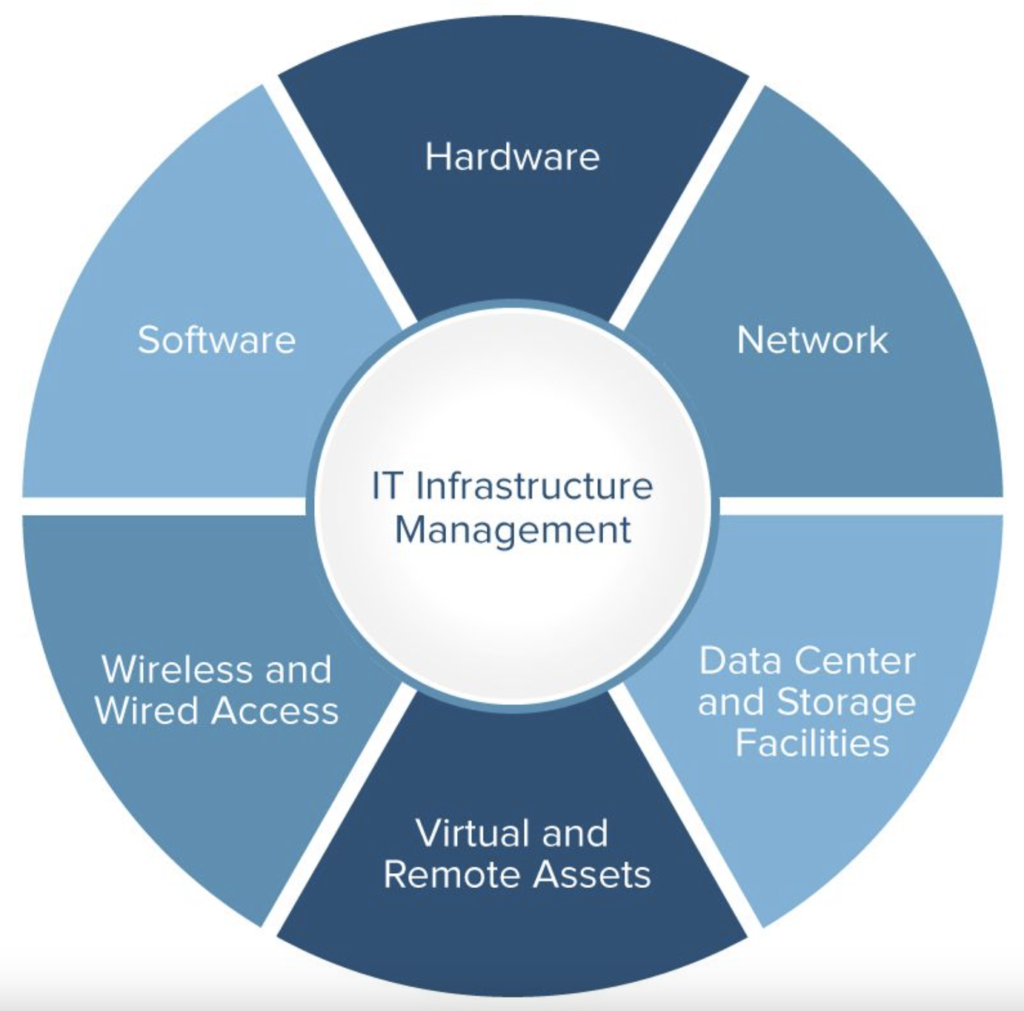 Hardware
Network
Data Center
and Storage
Facilities
Virtual and
Remote Assets
Wireless and
Wired Access
Software
IT Infrastructure
Management